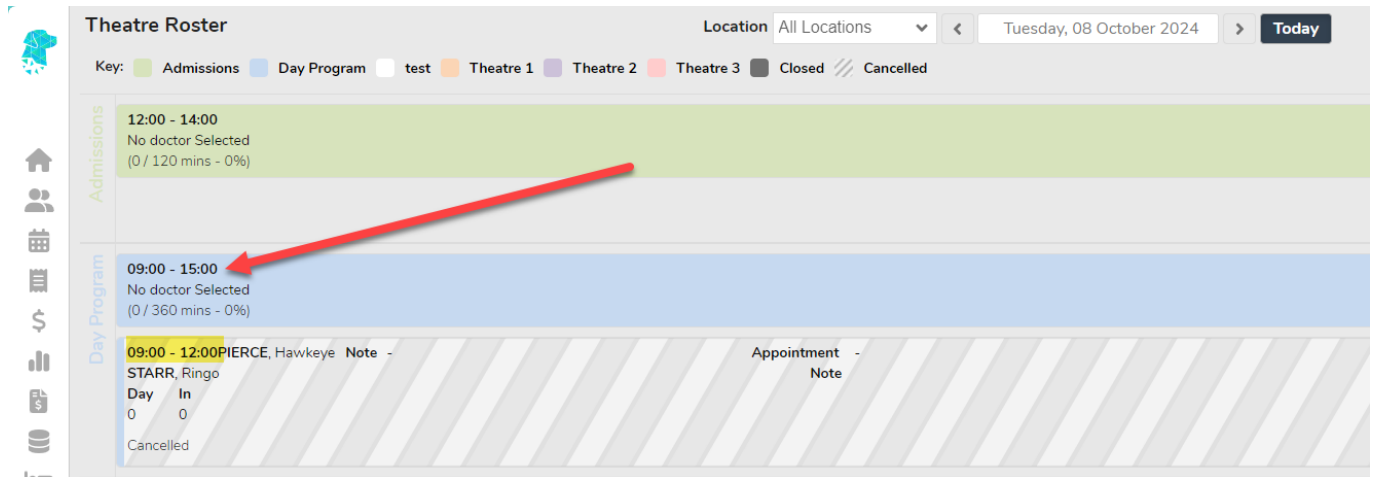 Theatre Roster
Location All Locations Tuesday, 08 October 2024 Today
Key: Admissions Day Program test Theatre 1 Theatre 2 Theatre 3 Closed Cancelled
Admissions
12:00 - 14:00
No doctor Selected
(0 / 120 mins - 0%)
Day Program
09:00 - 15:00
No doctor Selected
(0 / 360 mins - 0%)
09:00 - 12:00PIERCE, Hawkeye Note - Appointment -
STARR, Ringo Note
Day In
0 0
Cancelled